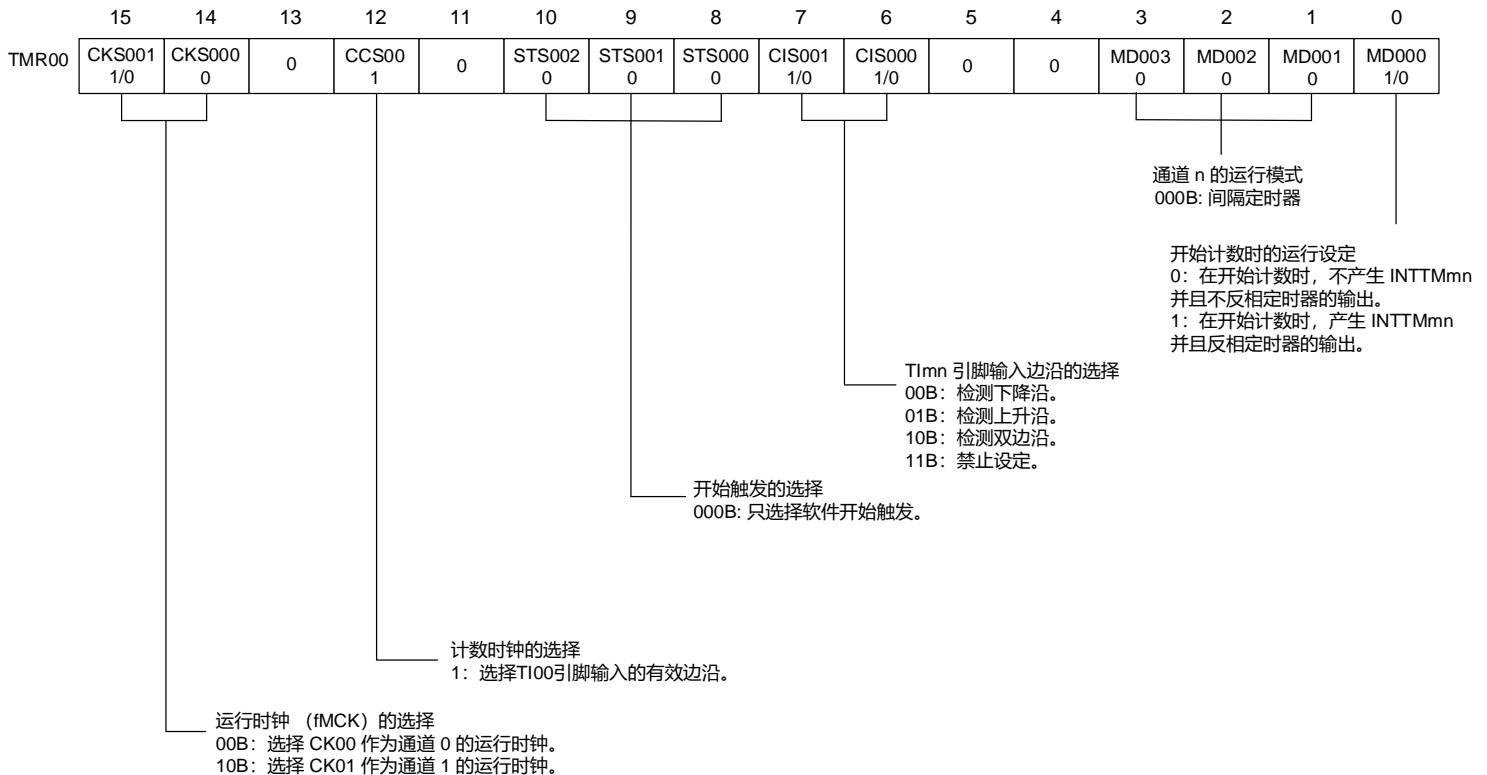 15 14 13 12 11 10 9 8 7 6 5 4 3 2 1 0
TMR00 CKS001 CKS000 0 CCS00 0 STS002 STS001 STS000 CIS001 CIS000 0 0 MD003 MD002 MD001 MD000
1/0 0 1 0 0 0 1/0 1/0 0 0 0 1/0
通道 n 的运行模式
000B: 间隔定时器
开始计数时的运行设定
0：在开始计数时，不产生 INTTMmn
并且不反相定时器的输出。
1：在开始计数时，产生 INTTMmn
并且反相定时器的输出。
TImn 引脚输入边沿的选择
00B：检测下降沿。
01B：检测上升沿。
10B：检测双边沿。
11B：禁止设定。
开始触发的选择
000B: 只选择软件开始触发。
计数时钟的选择
1：选择TI00引脚输入的有效边沿。
运行时钟 （fMCK）的选择
00B：选择 CK00 作为通道 0 的运行时钟。
10B：选择 CK01 作为通道 1 的运行时钟。